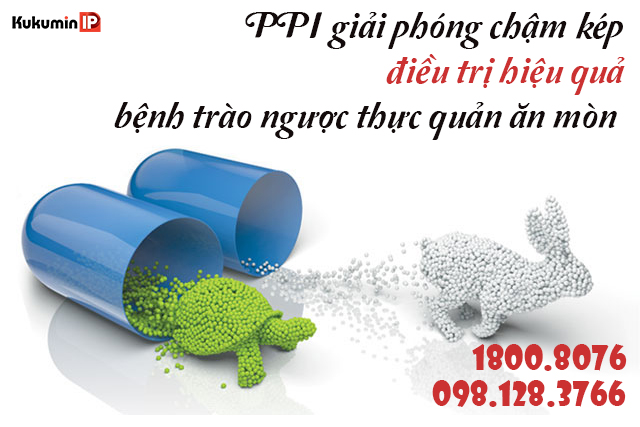 Kukumin IP
PPI giải phóng chậm kép
điều trị hiệu quả
bệnh trào ngược thực quản ăn mòn
1800.8076
098.128.3766